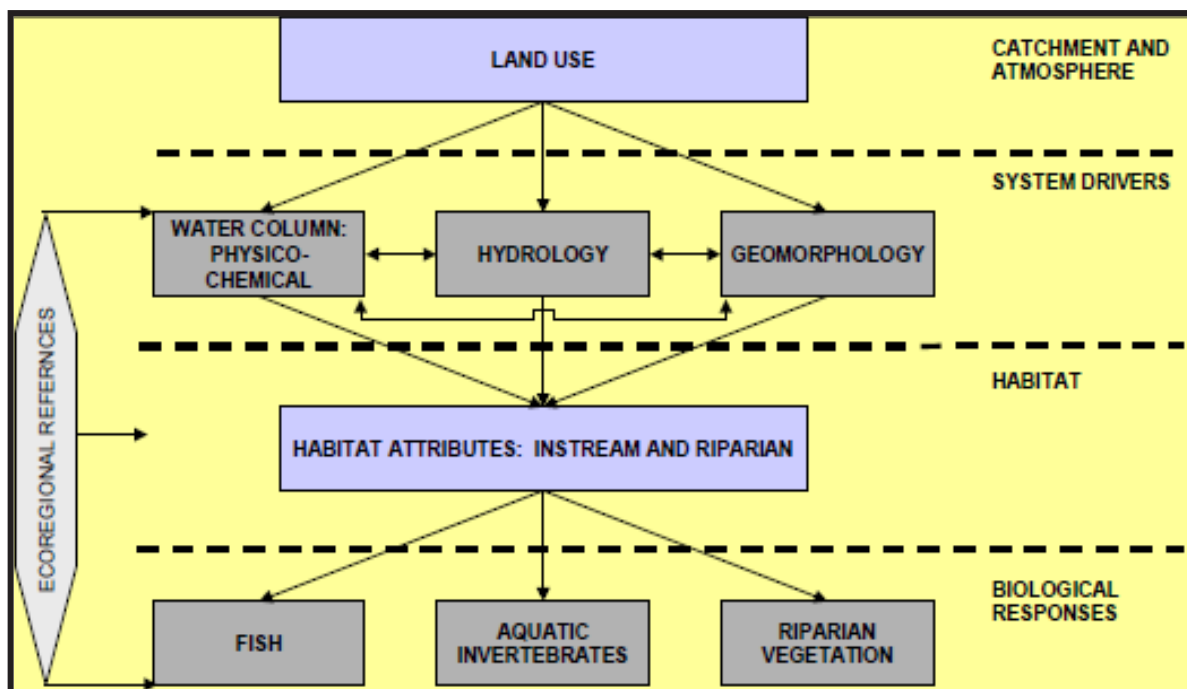 LAND USE
CATCHMENT AND
ATMOSPHERE
SYSTEM DRIVERS
WATER COLUMN:
PHYSICO-
CHEMICAL
HYDROLOGY
GEOMORPHOLOGY
ECOREGIONAL REFERNCES
HABITAT
HABITAT ATTRIBUTES: INSTREAM AND RIPARIAN
BIOLOGICAL
RESPONSES
FISH
AQUATIC
INVERTEBRATES
RIPARIAN
VEGETATION